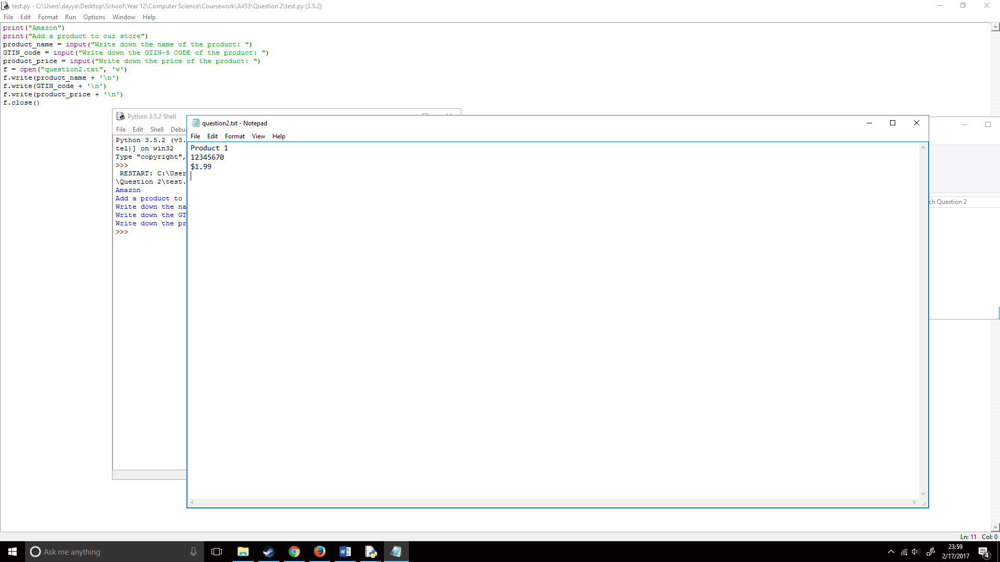 test.py - C:\Users\dayya\Desktop\School\Year 12\Computer Science\Coursework\A453\Question 2\test.py (3.5.2)
File Edit Format Run Options Window Help
print("Amazon")
print("Add a product to our store")
product_name = input("Write down the name of the product: ")
GTIN_code = input("Write down the GTIN-8 CODE of the product: ")
product_price = input("Write down the price of the product: ")
f = open("question2.txt", 'w')
f.write(product_name + '\n')
f.write(GTIN_code + '\n')
f.write(product_price + '\n')
f.close()
Python 3.5.2 Shell
File Edit Shell Debu
Python 3.5.2 (v3.
tel)] on win32
Type "copyright",
>>>
RESTART: C:\User
\Question 2\test.
Amazon
Add a product to
Write down the na
Write down the GT
Write down the pr
>>>
question2.txt - Notepad
File Edit Format View Help
Product 1
12345670
$1.99
ch Question 2
Ln: 11 Col: 0
Ask me anything
23:59
2/17/2017
4